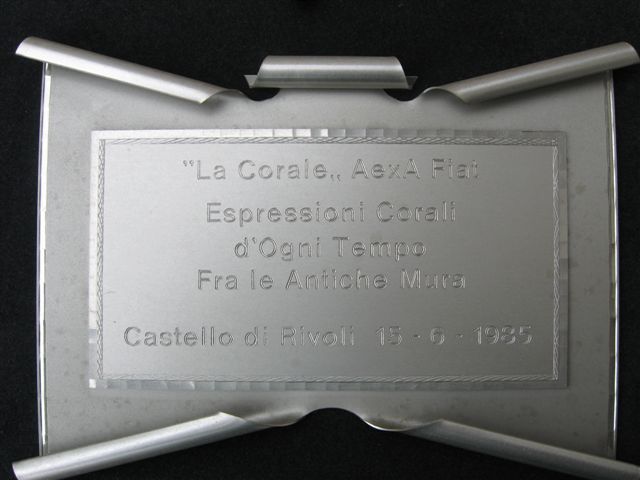 "La Corale„ AexA Fiat
Espressioni Corali
d'Ogni Tempo
Fra le Antiche Mura
Castello di Rivoli 15 - 6 - 1985